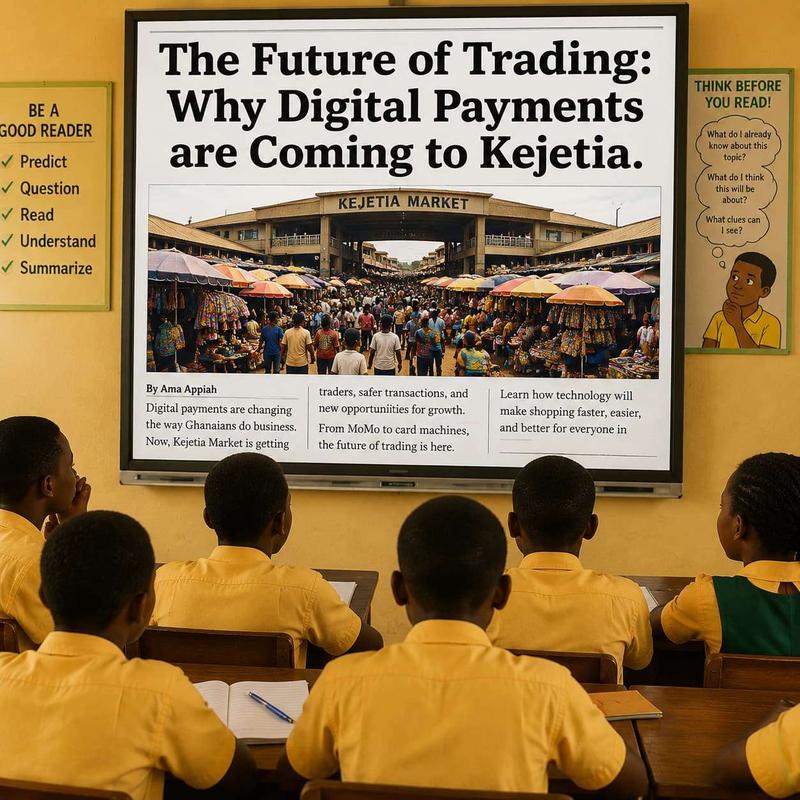 BE A
GOOD READER
✓ Predict
✓ Question
✓ Read
✓ Understand
✓ Summarize
The Future of Trading:
Why Digital Payments
are Coming to Kejetia.
KEJETIA MARKET
By Ama Appiah
Digital payments are changing
the way Ghanaians do business.
Now, Kejetia Market is getting
traders, safer transactions, and
new opportuniities for growth.
From MoMo to card machines,
the future of trading is here.
Learn how technology will
make shopping faster, easier,
and better for everyone in
THINK BEFORE
YOU READ!
What do I already
know about this
topic?
What do I think
this will be
about?
What clues can
I see?